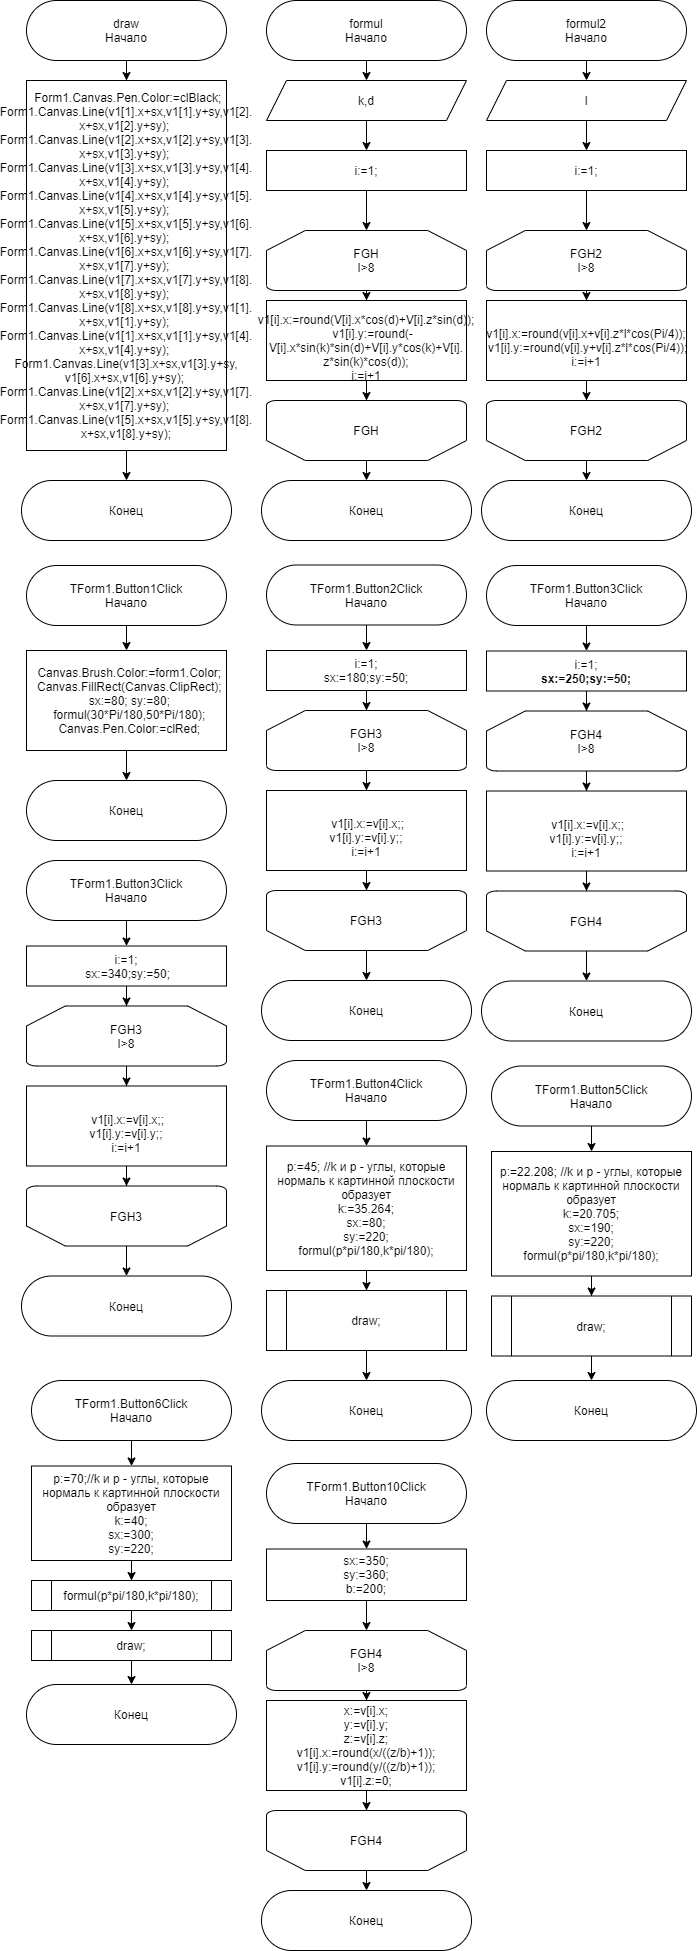 draw
Начало
Form1.Canvas.Pen.Color:=clBlack;
Form1.Canvas.Line(v1[1].x+sx,v1[1].y+sy,v1[2].
x+sx,v1[2].y+sy);
Form1.Canvas.Line(v1[2].x+sx,v1[2].y+sy,v1[3].
x+sx,v1[3].y+sy);
Form1.Canvas.Line(v1[3].x+sx,v1[3].y+sy,v1[4].
x+sx,v1[4].y+sy);
Form1.Canvas.Line(v1[4].x+sx,v1[4].y+sy,v1[5].
x+sx,v1[5].y+sy);
Form1.Canvas.Line(v1[5].x+sx,v1[5].y+sy,v1[6].
x+sx,v1[6].y+sy);
Form1.Canvas.Line(v1[6].x+sx,v1[6].y+sy,v1[7].
x+sx,v1[7].y+sy);
Form1.Canvas.Line(v1[7].x+sx,v1[7].y+sy,v1[8].
x+sx,v1[8].y+sy);
Form1.Canvas.Line(v1[8].x+sx,v1[8].y+sy,v1[1].
x+sx,v1[1].y+sy);
Form1.Canvas.Line(v1[1].x+sx,v1[1].y+sy,v1[4].
x+sx,v1[4].y+sy);
Form1.Canvas.Line(v1[3].x+sx,v1[3].y+sy,
v1[6].x+sx,v1[6].y+sy);
Form1.Canvas.Line(v1[2].x+sx,v1[2].y+sy,v1[7].
x+sx,v1[7].y+sy);
Form1.Canvas.Line(v1[5].x+sx,v1[5].y+sy,v1[8].
x+sx,v1[8].y+sy);
Конец
formul
Начало
k,d
i:=1;
FGH
I>8
v1[i].x:=round(V[i].x*cos(d)+V[i].z*sin(d));
v1[i].y:=round(-
V[i].x*sin(k)*sin(d)+V[i].y*cos(k)+V[i].
z*sin(k)*cos(d));
i:=i+1
FGH
Конец
formul2
Начало
l
i:=1;
FGH2
I>8
v1[i].x:=round(v[i].x+v[i].z*l*cos(Pi/4));
v1[i].y:=round(v[i].y+v[i].z*l*cos(Pi/4));
i:=i+1
FGH2
Конец
TForm1.Button1Click
Начало
Canvas.Brush.Color:=form1.Color;
Canvas.FillRect(Canvas.ClipRect);
sx:=80; sy:=80;
formul(30*Pi/180,50*Pi/180);
Canvas.Pen.Color:=clRed;
Конец
TForm1.Button2Click
Начало
i:=1;
sx:=180;sy:=50;
FGH3
I>8
v1[i].x:=v[i].x;;
v1[i].y:=v[i].y;;
i:=i+1
FGH3
Конец
TForm1.Button3Click
Начало
i:=1;
sx:=250;sy:=50;
FGH4
I>8
v1[i].x:=v[i].x;;
v1[i].y:=v[i].y;;
i:=i+1
FGH4
Конец
TForm1.Button3Click
Начало
i:=1;
sx:=340;sy:=50;
FGH3
I>8
v1[i].x:=v[i].x;;
v1[i].y:=v[i].y;;
i:=i+1
FGH3
Конец
TForm1.Button4Click
Начало
p:=45; //k и p - углы, которые
нормаль к картинной плоскости
образует
k:=35.264;
sx:=80;
sy:=220;
formul(p*pi/180,k*pi/180);
draw;
Конец
TForm1.Button5Click
Начало
p:=22.208; //k и p - углы, которые
нормаль к картинной плоскости
образует
k:=20.705;
sx:=190;
sy:=220;
formul(p*pi/180,k*pi/180);
draw;
Конец
TForm1.Button6Click
Начало
p:=70;//k и p - углы, которые
нормаль к картинной плоскости
образует
k:=40;
sx:=300;
sy:=220;
formul(p*pi/180,k*pi/180);
draw;
Конец
TForm1.Button10Click
Начало
sx:=350;
sy:=360;
b:=200;
FGH4
I>8
x:=v[i].x;
y:=v[i].y;
z:=v[i].z;
v1[i].x:=round(x/((z/b)+1));
v1[i].y:=round(y/((z/b)+1));
v1[i].z:=0;
FGH4
Конец